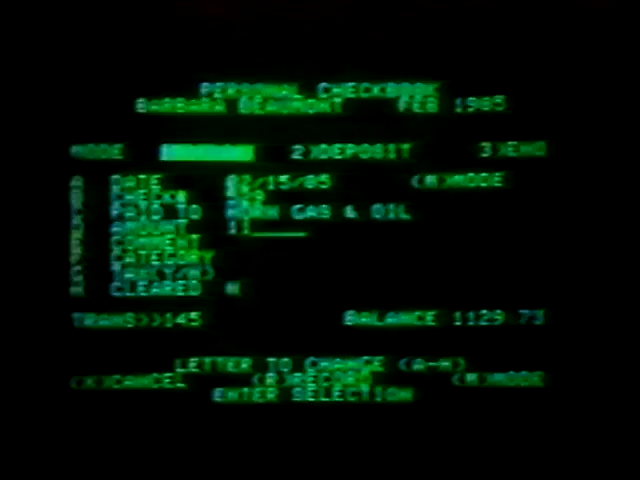 PERSONAL CHECKBOOK
BARBARA BEAUMONT FEB 1985
MODE 2)DEPOSIT 3)END
A DATE 02/15/85 (M)MODE
CHECK#
PAID TO YORK GAS & OIL
AMOUNT
COMMENT
CATEGORY
TAX(Y/N)
CLEARED N
TRANS>>145 BALANCE 1129.73
LETTER TO CHANGE (A-H)
(X)CANCEL (R)RECORD (M)MODE
ENTER SELECTION